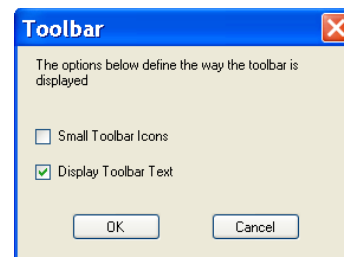 Toolbar
The options below define the way the toolbar is
displayed
Small Toolbar Icons
Display Toolbar Text
OK
Cancel